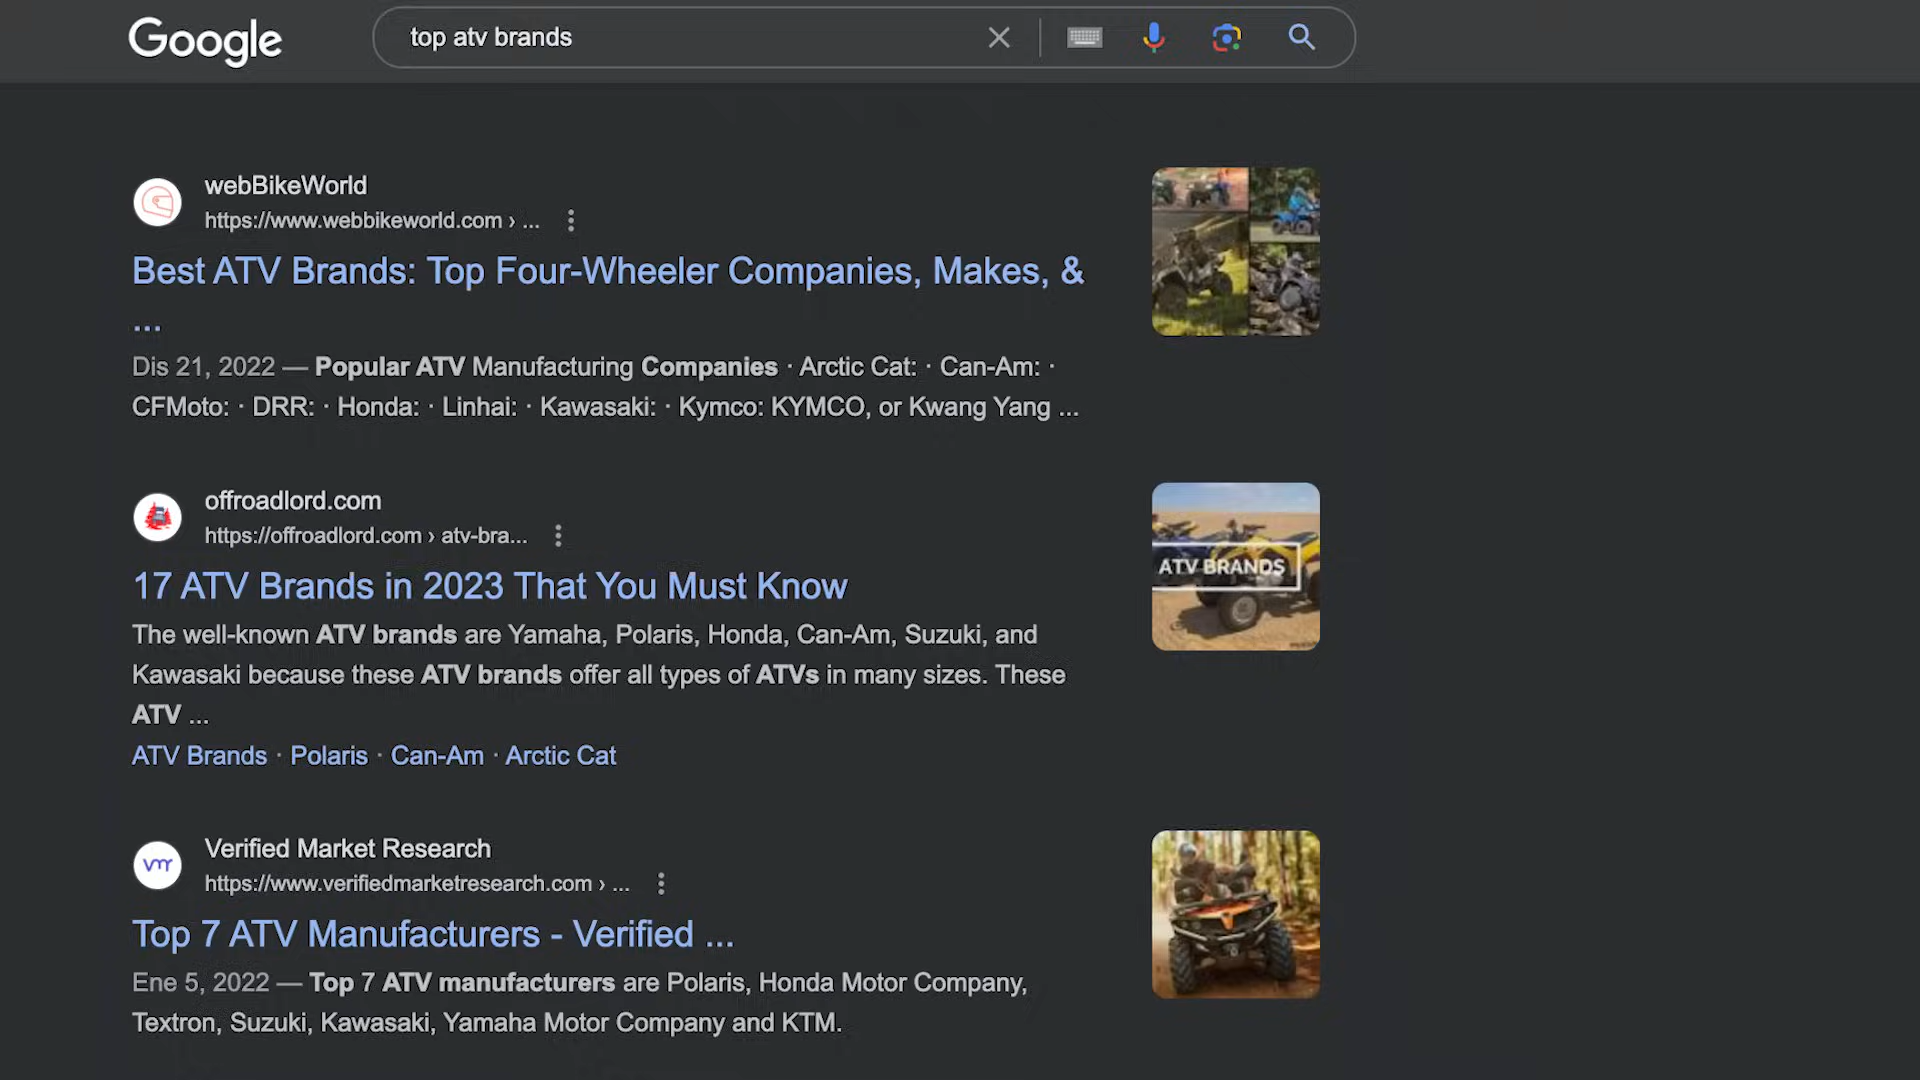 Google
top atv brands
webBikeWorld
https://www.webbikeworld.com › ...
Best ATV Brands: Top Four-Wheeler Companies, Makes, &
...
Dis 21, 2022 — Popular ATV Manufacturing Companies · Arctic Cat: · Can-Am: ·
CFMoto: · DRR: · Honda: · Linhai: · Kawasaki: · Kymco: KYMCO, or Kwang Yang ...
offroadlord.com
https://offroadlord.com › atv-bra...
17 ATV Brands in 2023 That You Must Know
The well-known ATV brands are Yamaha, Polaris, Honda, Can-Am, Suzuki, and
Kawasaki because these ATV brands offer all types of ATVs in many sizes. These
ATV ...
ATV Brands · Polaris · Can-Am · Arctic Cat
ATV BRANDS
vmr
Verified Market Research
https://www.verifiedmarketresearch.com › ...
Top 7 ATV Manufacturers - Verified ...
Ene 5, 2022 — Top 7 ATV manufacturers are Polaris, Honda Motor Company,
Textron, Suzuki, Kawasaki, Yamaha Motor Company and KTM.